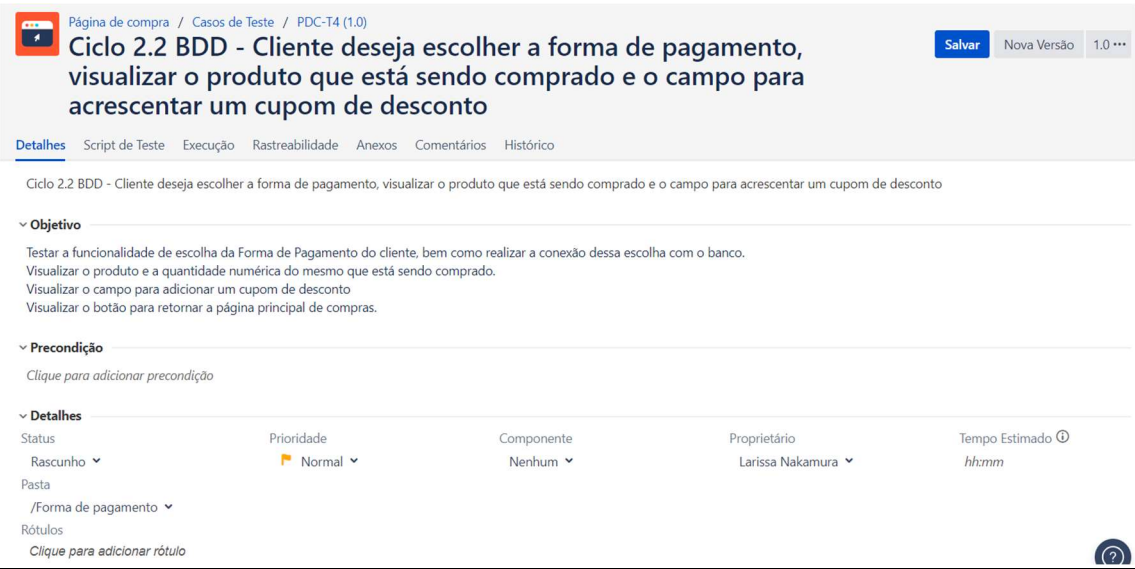 Página de compra / Casos de Teste / PDC-T4 (1.0)
Ciclo 2.2 BDD - Cliente deseja escolher a forma de pagamento,
visualizar o produto que está sendo comprado e o campo para
acrescentar um cupom de desconto
Salvar Nova Versão 1.0 •••
Detalhes Script de Teste Execução Rastreabilidade Anexos Comentários Histórico
Ciclo 2.2 BDD - Cliente deseja escolher a forma de pagamento, visualizar o produto que está sendo comprado e o campo para acrescentar um cupom de desconto
Objetivo
Testar a funcionalidade de escolha da Forma de Pagamento do cliente, bem como realizar a conexão dessa escolha com o banco.
Visualizar o produto e a quantidade numérica do mesmo que está sendo comprado.
Visualizar o campo para adicionar um cupom de desconto
Visualizar o botão para retornar a página principal de compras.
Precondição
Clique para adicionar precondição
Detalhes
Status Prioridade Componente Proprietário Tempo Estimado
Rascunho Normal Nenhum Larissa Nakamura hh:mm
Pasta
/Forma de pagamento
Rótulos
Clique para adicionar rótulo